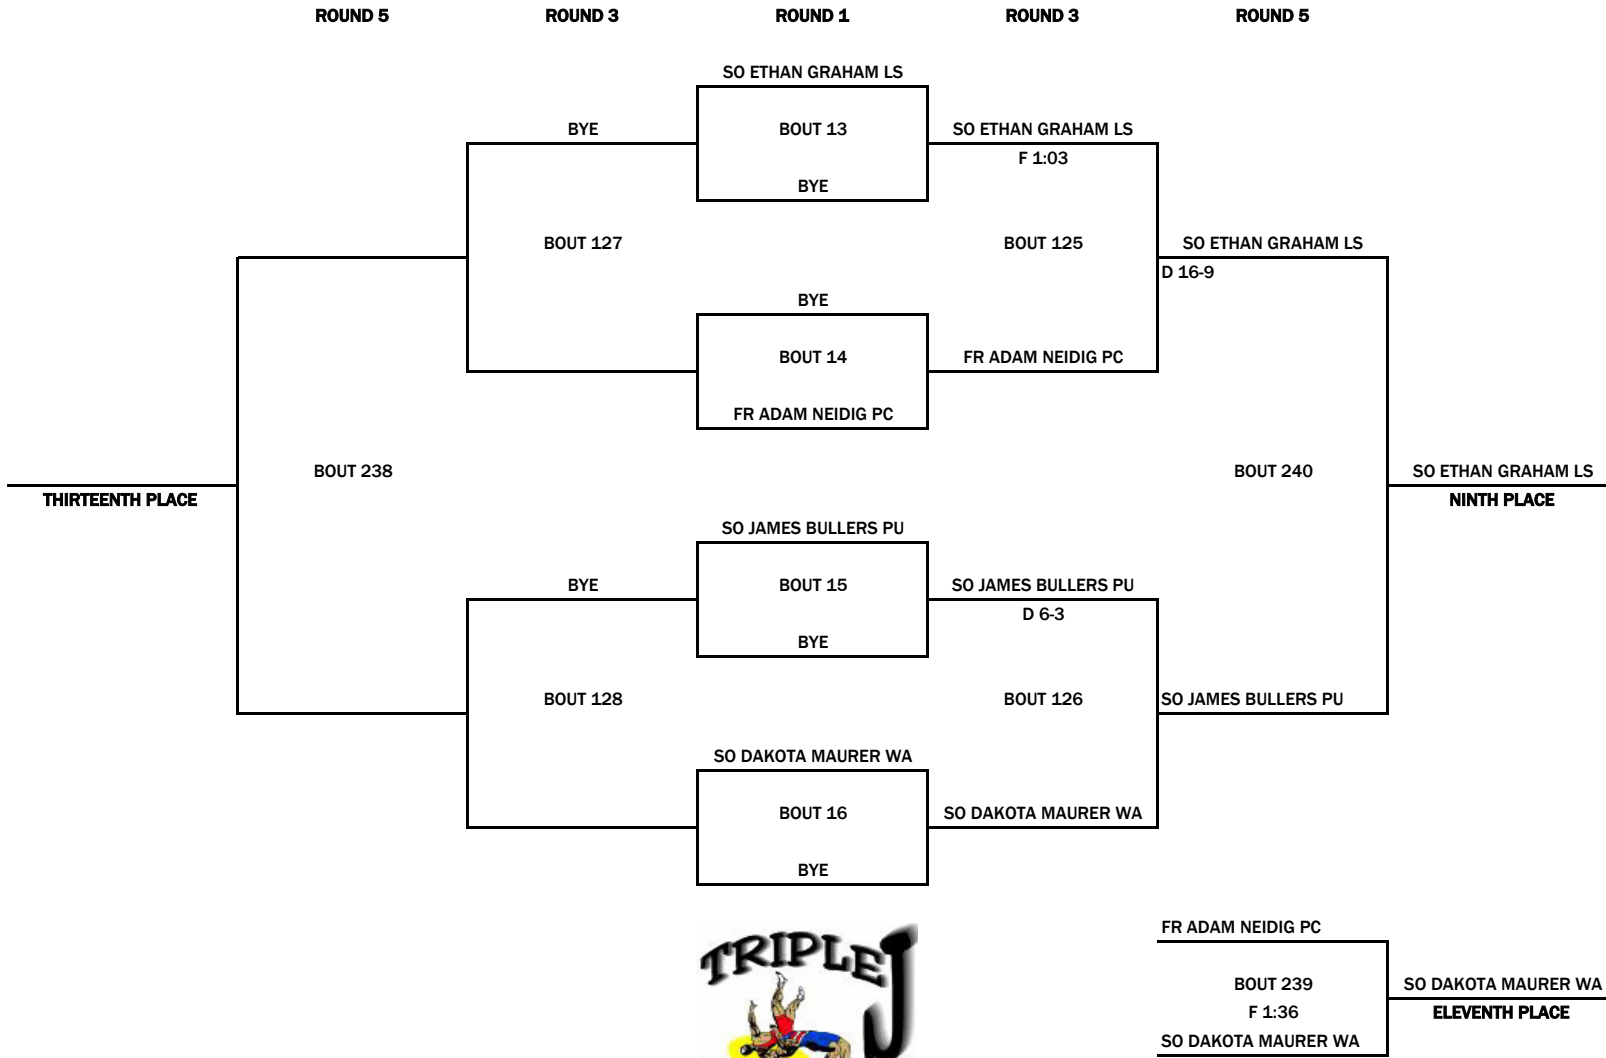 ROUND 5 ROUND 3 ROUND 1 ROUND 3 ROUND 5
SO ETHAN GRAHAM LS
BYE BOUT 13 SO ETHAN GRAHAM LS
F 1:03
BYE
BOUT 127 BOUT 125 SO ETHAN GRAHAM LS
D 16-9
BYE
BOUT 14 FR ADAM NEIDIG PC
FR ADAM NEIDIG PC
BOUT 238 BOUT 240 SO ETHAN GRAHAM LS
THIRTEENTH PLACE NINTH PLACE
SO JAMES BULLERS PU
BYE BOUT 15 SO JAMES BULLERS PU
D 6-3
BYE
BOUT 128 BOUT 126 SO JAMES BULLERS PU
SO DAKOTA MAURER WA
BOUT 16 SO DAKOTA MAURER WA
BYE
FR ADAM NEIDIG PC
TRIPLE J
BOUT 239 SO DAKOTA MAURER WA
F 1:36 ELEVENTH PLACE
SO DAKOTA MAURER WA